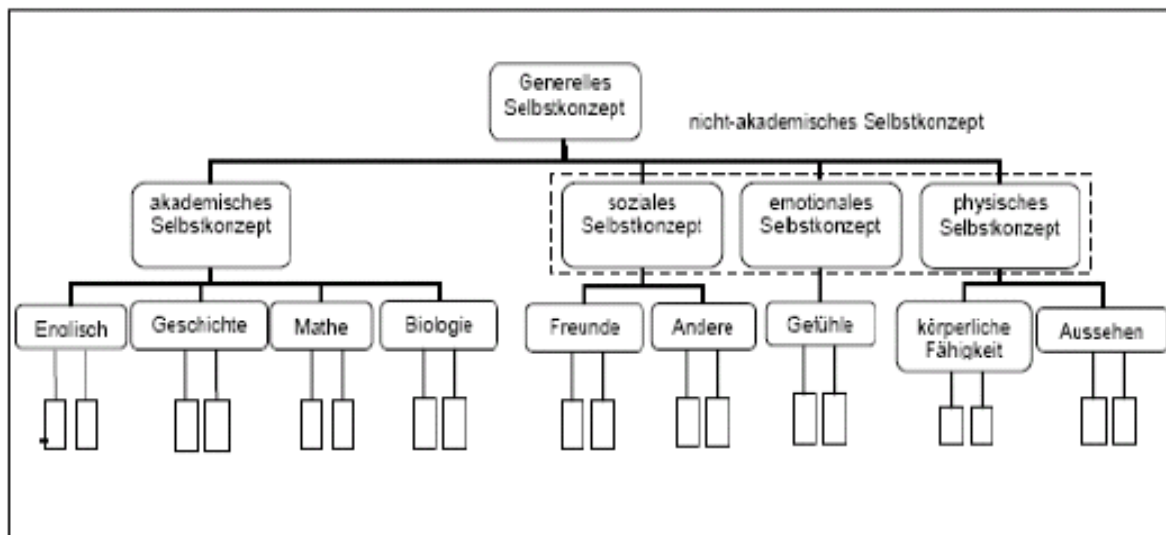 Generelles
Selbstkonzept
nicht-akademisches Selbstkonzept
akademisches
Selbstkonzept
soziales
Selbstkonzept
emotionales
Selbstkonzept
physisches
Selbstkonzept
Englisch
Geschichte
Mathe
Biologie
Freunde
Andere
Gefühle
körperliche
Fähigkeit
Aussehen